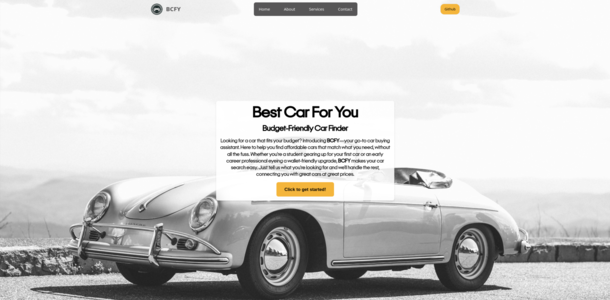 BCFY
Home About Services Contact
Best Car For You
Budget-Friendly Car Finder
Looking for a car that fits your budget? Introducing BCFY—your go-to car buying
assistant. Here to help you find affordable cars that match what you need, without
all the fuss. Whether you're a student gearing up for your first car or an early
career professional eyeing a wallet-friendly upgrade, BCFY makes your car
search easy. Just tell us what you're looking for and we'll handle the rest,
connecting you with great cars at great prices.
Click to get started!